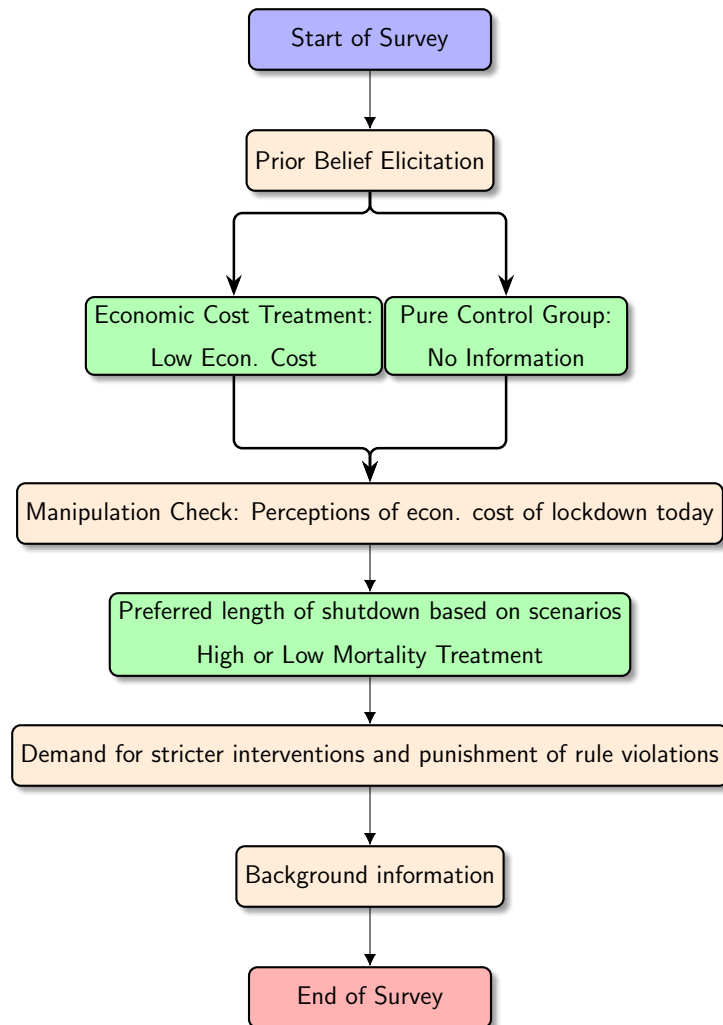 Start of Survey
Prior Belief Elicitation
Economic Cost Treatment:
Low Econ. Cost
Pure Control Group:
No Information
Manipulation Check: Perceptions of econ. cost of lockdown today
Preferred length of shutdown based on scenarios
High or Low Mortality Treatment
Demand for stricter interventions and punishment of rule violations
Background information
End of Survey